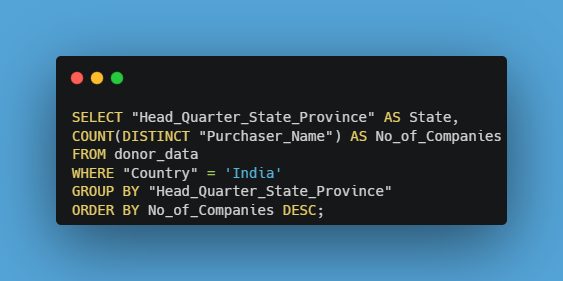 SELECT "Head_Quarter_State_Province" AS State,
COUNT(DISTINCT "Purchaser_Name") AS No_of_Companies
FROM donor_data
WHERE "Country" = 'India'
GROUP BY "Head_Quarter_State_Province"
ORDER BY No_of_Companies DESC;